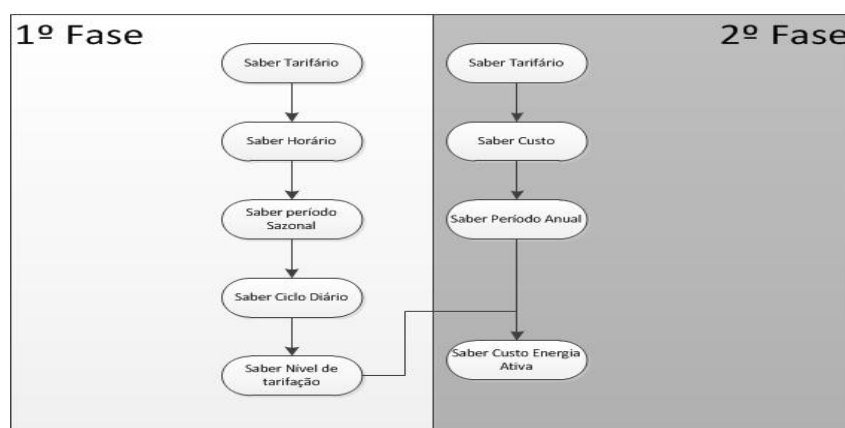 1º Fase
Saber Tarifário
Saber Horário
Saber período
Sazonal
Saber Ciclo Diário
Saber Nível de
tarifação
2º Fase
Saber Tarifário
Saber Custo
Saber Período Anual
Saber Custo Energia
Ativa